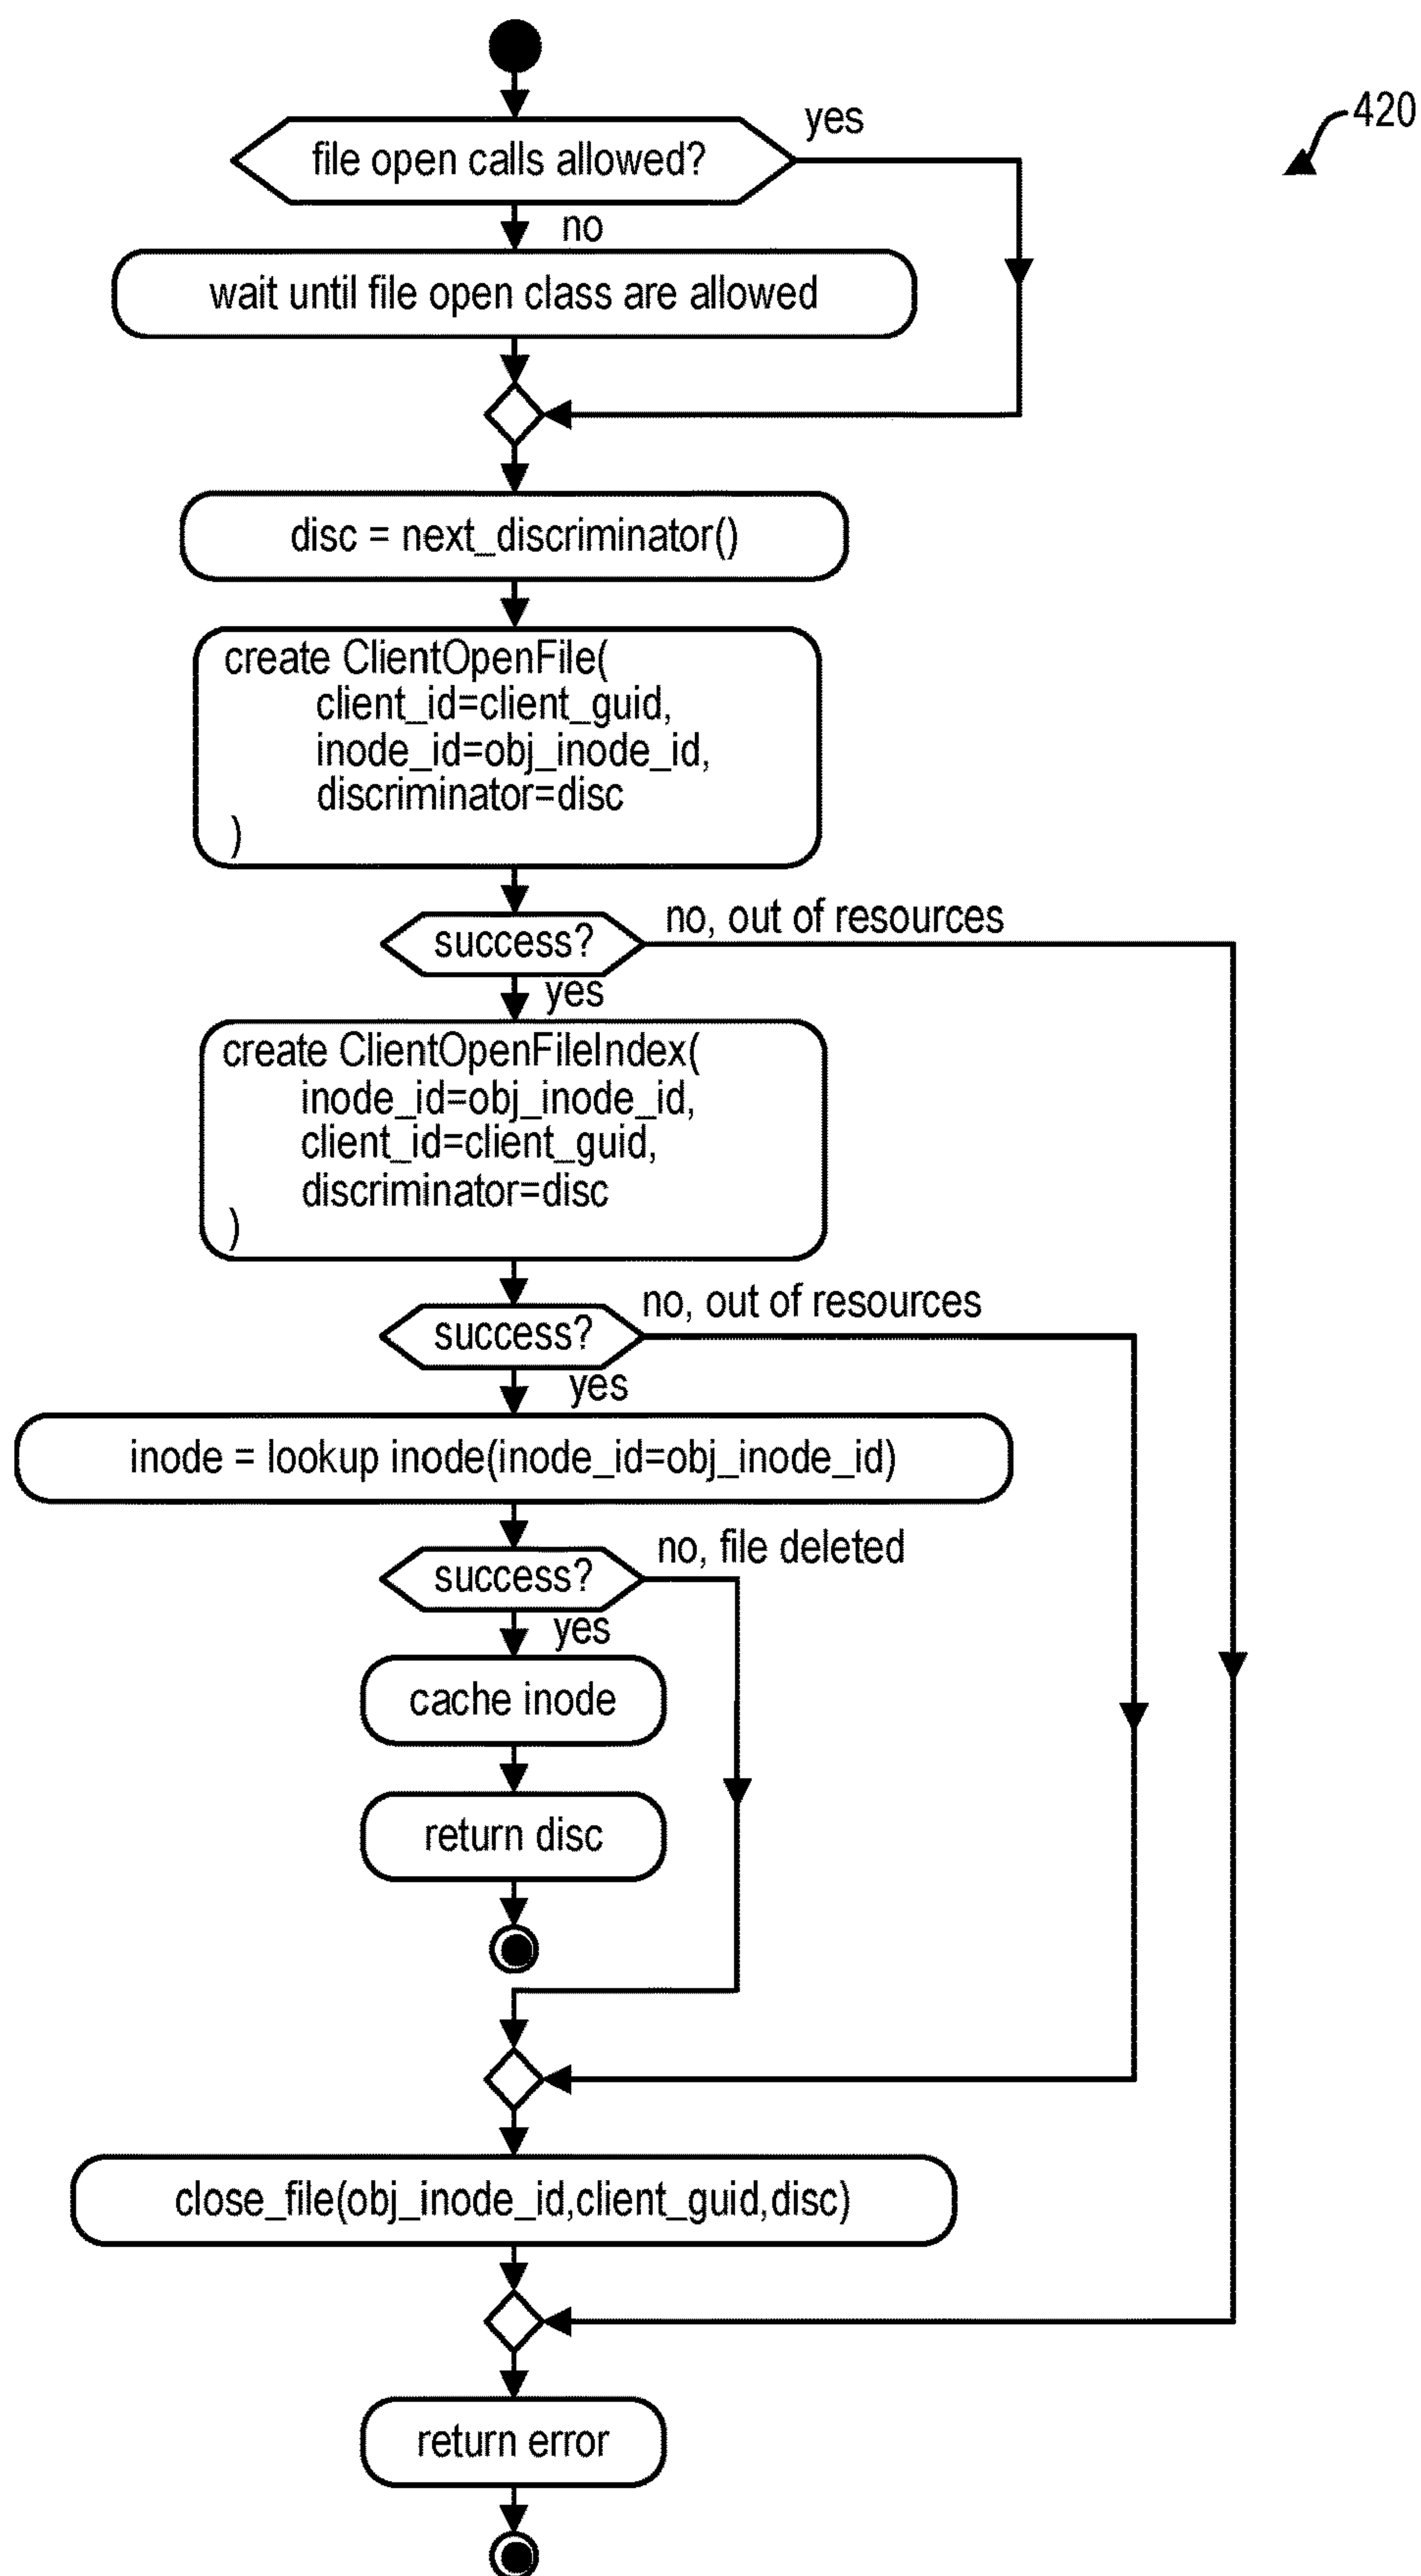 420
file open calls allowed?
yes
no
wait until file open class are allowed
disc = next_discriminator()
create ClientOpenFile(
client_id=client_guid,
inode_id=obj_inode_id,
discriminator=disc
)
success?
no, out of resources
yes
create ClientOpenFileIndex(
inode_id=obj_inode_id,
client_id=client_guid,
discriminator=disc
)
success?
no, out of resources
yes
inode = lookup inode(inode_id=obj_inode_id)
success?
no, file deleted
yes
cache inode
return disc
close_file(obj_inode_id,client_guid,disc)
return error